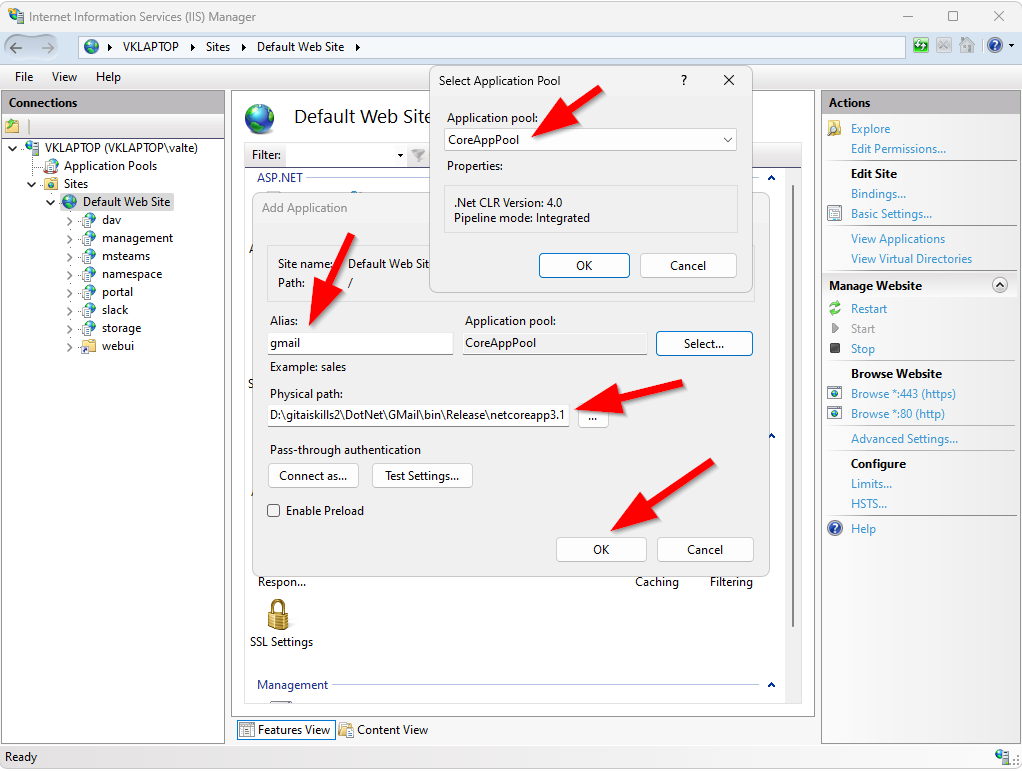 Internet Information Services (IIS) Manager
VKLAPTOP Sites Default Web Site
File View Help
Connections
VKLAPTOP (VKLAPTOP\valte)
Application Pools
Sites
Default Web Site
dav
management
msteams
namespace
portal
slack
storage
webui
Default Web Site
Filter:
ASP.NET
Respon...
Caching
Filtering
SSL Settings
Management
Features View
Content View
Add Application
Site name: Default Web Sit
Path: /
Alias:
gmail
Application pool:
CoreAppPool
Select...
Example: sales
Physical path:
D:\gitaiskills2\DotNet\GMail\bin\Release\netcoreapp3.1
...
Pass-through authentication
Connect as...
Test Settings...
Enable Preload
OK
Cancel
Select Application Pool
?
Application pool:
CoreAppPool
Properties:
.Net CLR Version: 4.0
Pipeline mode: Integrated
OK
Cancel
Actions
Explore
Edit Permissions...
Edit Site
Bindings...
Basic Settings...
View Applications
View Virtual Directories
Manage Website
Restart
Start
Stop
Browse Website
Browse *:443 (https)
Browse *:80 (http)
Advanced Settings...
Configure
Limits...
HSTS...
Help
Ready